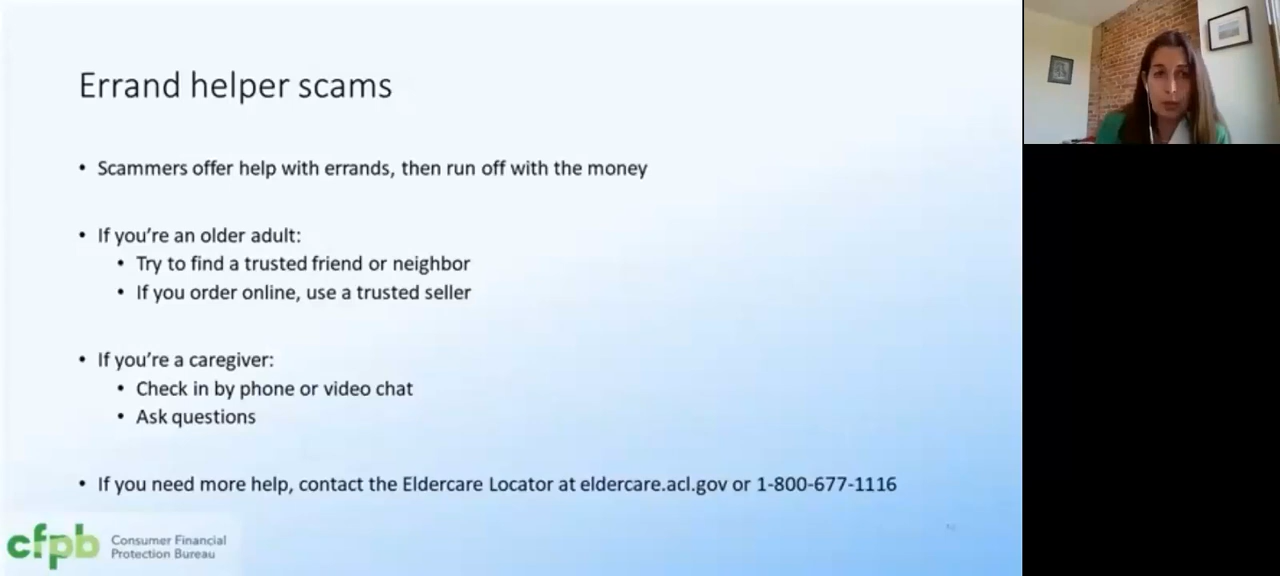 Errand helper scams
• Scammers offer help with errands, then run off with the money
• If you're an older adult:
• Try to find a trusted friend or neighbor
• If you order online, use a trusted seller
• If you're a caregiver:
• Check in by phone or video chat
• Ask questions
• If you need more help, contact the Eldercare Locator at eldercare.acl.gov or 1-800-677-1116
cfpb
Consumer Financial
Protection Bureau